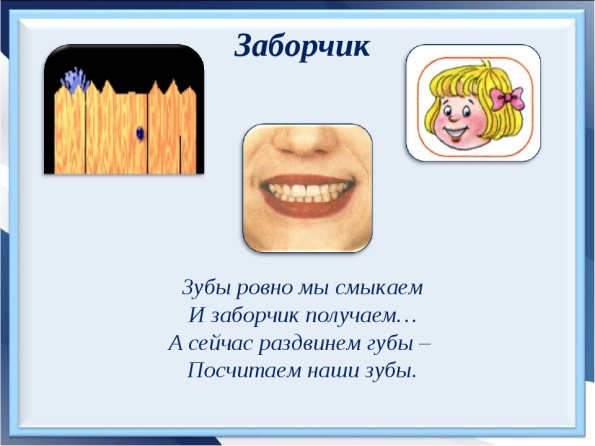 Заборчик
Зубы ровно мы смыкаем
И заборчик получаем…
А сейчас раздвинем губы –
Посчитаем наши зубы.